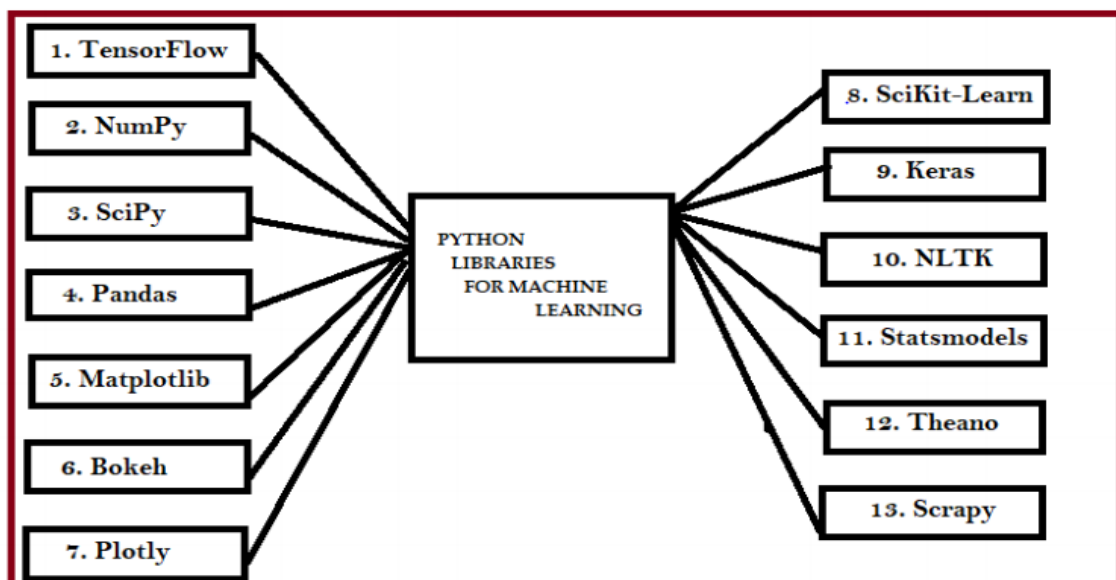 1. TensorFlow
2. NumPy
3. SciPy
4. Pandas
5. Matplotlib
6. Bokeh
7. Plotly
PYTHON
LIBRARIES
FOR MACHINE
LEARNING
8. SciKit-Learn
9. Keras
10. NLTK
11. Statsmodels
12. Theano
13. Scrapy